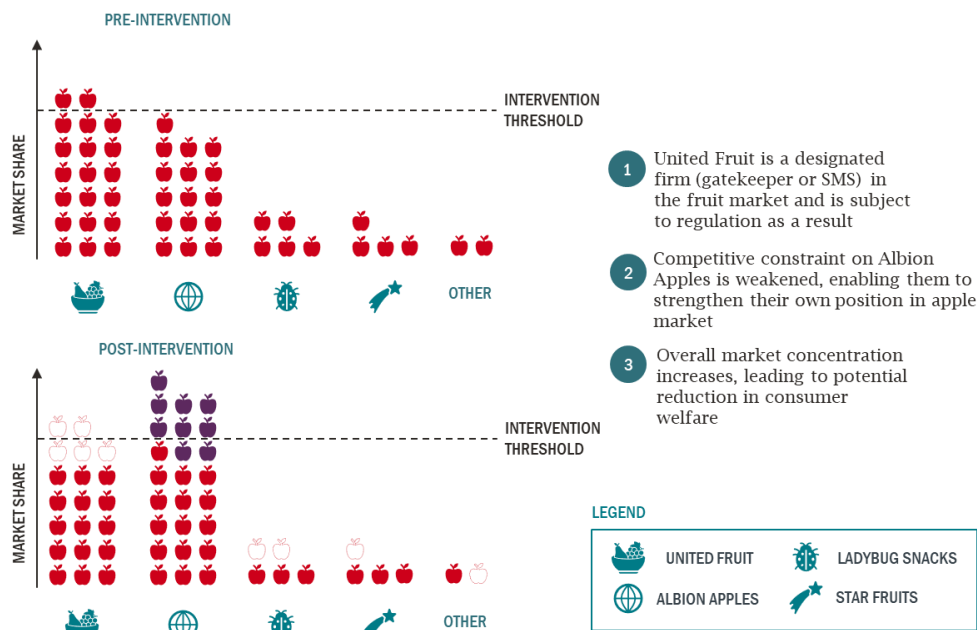 PRE-INTERVENTION
MARKET SHARE
INTERVENTION
THRESHOLD
OTHER
1
United Fruit is a designated
firm (gatekeeper or SMS) in
the fruit market and is subject
to regulation as a result
2
Competitive constraint on Albion
Apples is weakened, enabling them to
strengthen their own position in apple
market
3
Overall market concentration
increases, leading to potential
reduction in consumer
welfare
POST-INTERVENTION
MARKET SHARE
INTERVENTION
THRESHOLD
OTHER
LEGEND
UNITED FRUIT
LADYBUG SNACKS
ALBION APPLES
STAR FRUITS